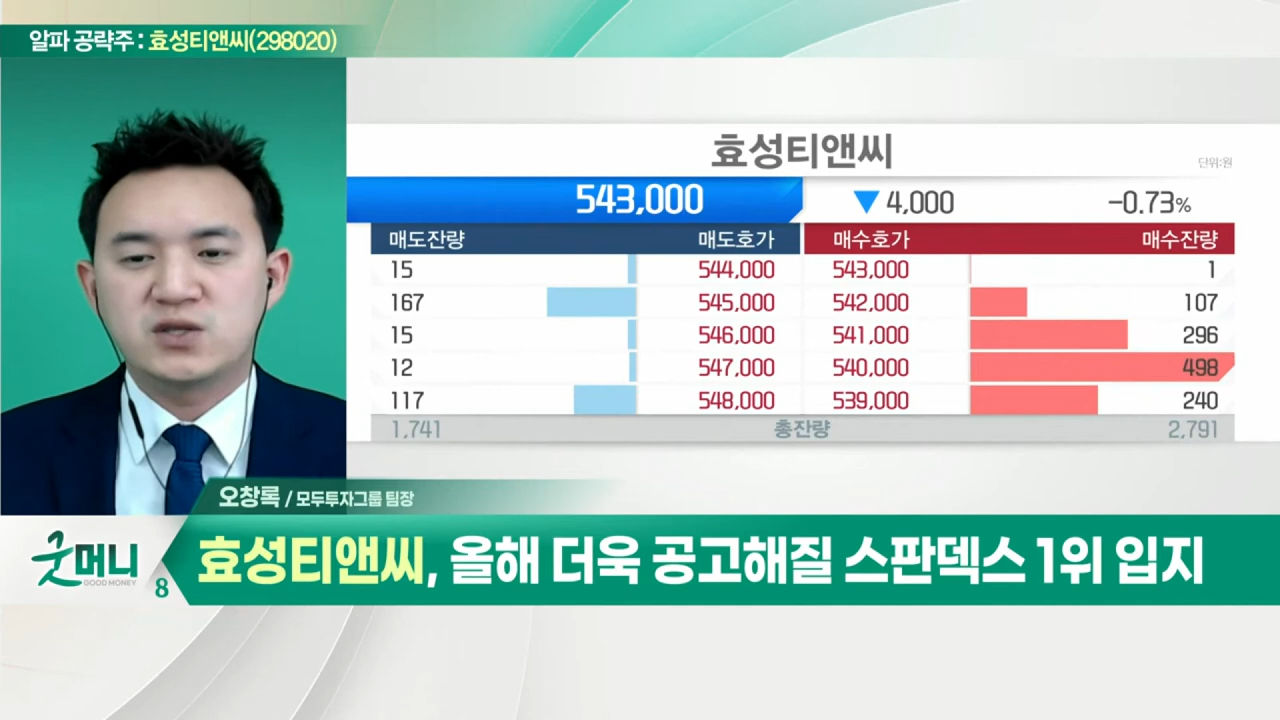 알파 공략주 : 효성티앤씨(298020)
효성티앤씨
단위:원
543,000 ▼ 4,000 -0.73%
매도잔량 매도호가 매수호가 매수잔량
15 544,000 543,000 1
167 545,000 542,000 107
15 546,000 541,000 296
12 547,000 540,000 498
117 548,000 539,000 240
1,741 총잔량 2,791
오창록 / 모두투자그룹 팀장
굿머니 GOOD MONEY 8
효성티앤씨, 올해 더욱 공고해질 스판덱스 1위 입지